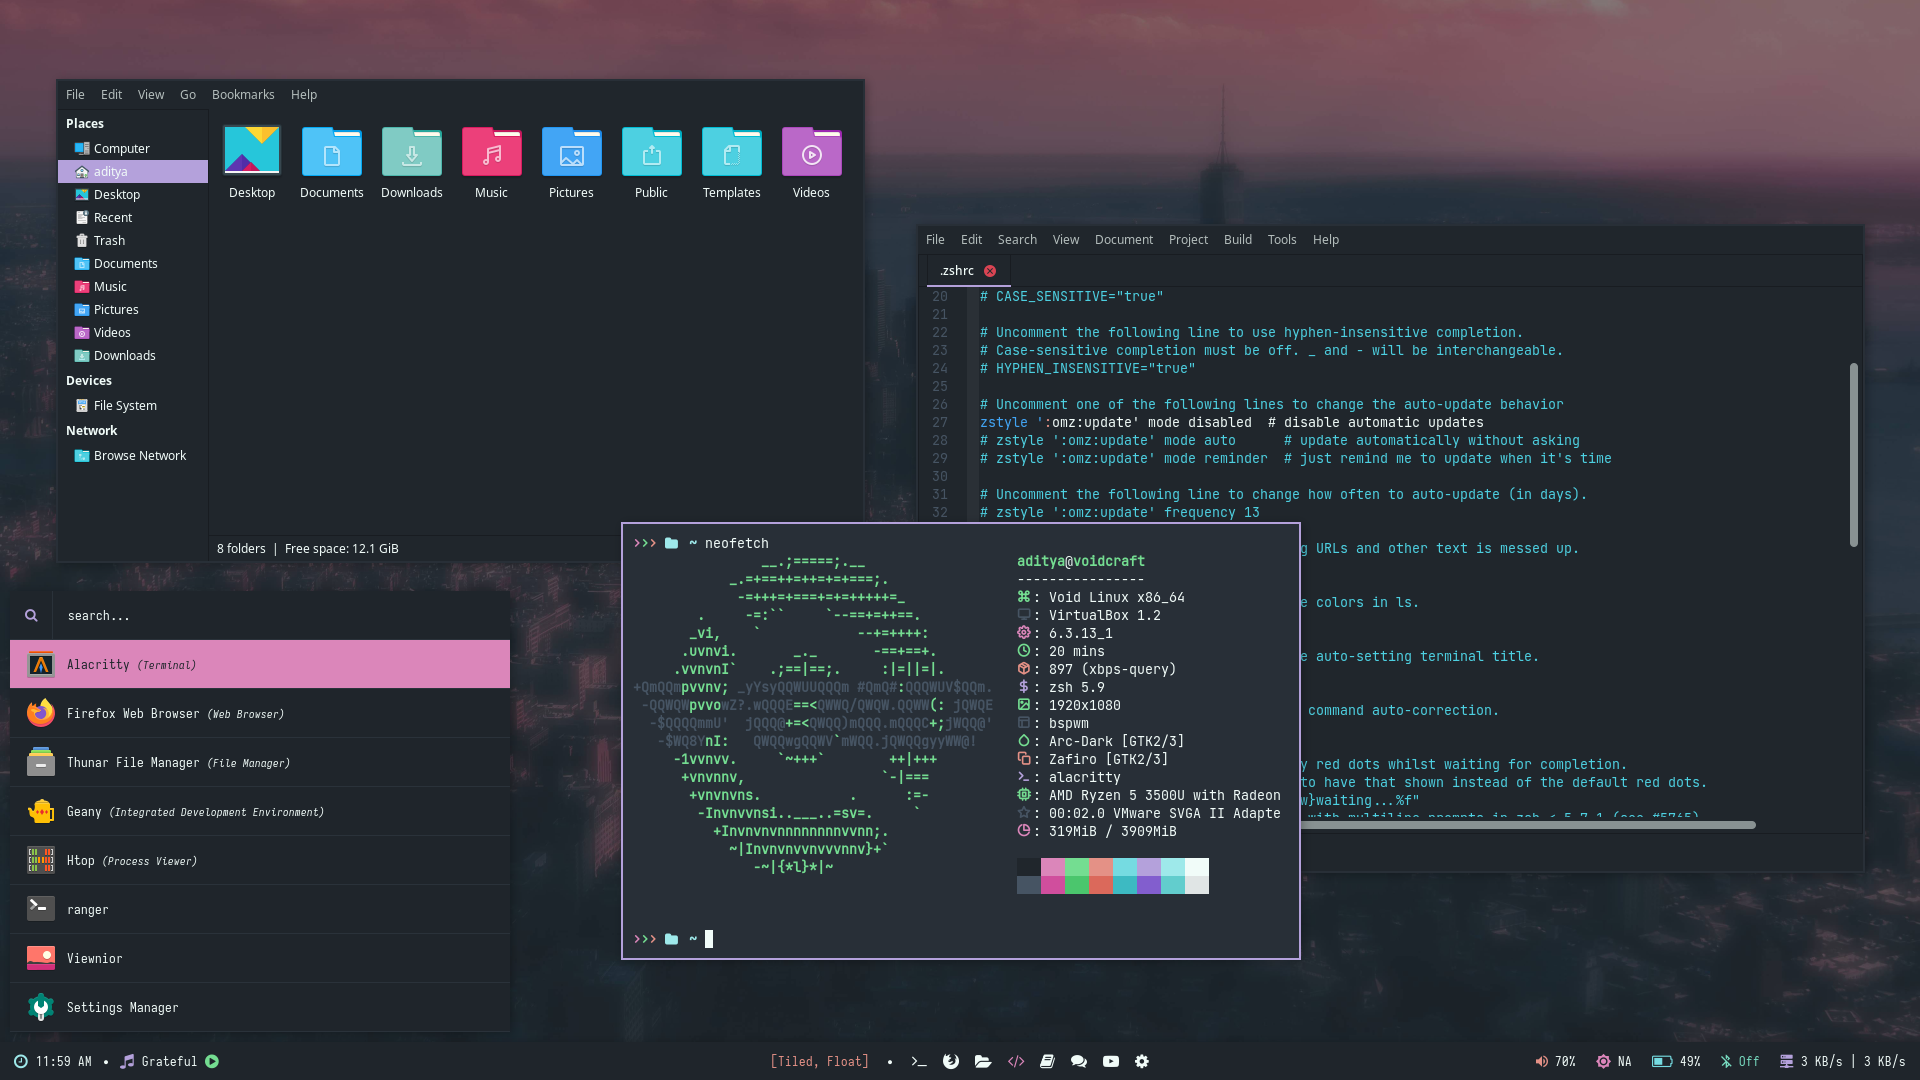 File Edit View Go Bookmarks Help
Places
Computer
aditya
Desktop
Recent
Trash
Documents
Music
Pictures
Videos
Downloads
Devices
File System
Network
Browse Network
Desktop Documents Downloads Music Pictures Public Templates Videos
8 folders | Free space: 12.1 GiB
File Edit Search View Document Project Build Tools Help
.zshrc
20 # CASE_SENSITIVE="true"
21
22 # Uncomment the following line to use hyphen-insensitive completion.
23 # Case-sensitive completion must be off. _ and - will be interchangeable.
24 # HYPHEN_INSENSITIVE="true"
25
26 # Uncomment one of the following lines to change the auto-update behavior
27 zstyle ':omz:update' mode disabled  # disable automatic updates
28 # zstyle ':omz:update' mode auto      # update automatically without asking
29 # zstyle ':omz:update' mode reminder  # just remind me to update when it's time
30
31 # Uncomment the following line to change how often to auto-update (in days).
32 # zstyle ':omz:update' frequency 13
g URLs and other text is messed up.
e colors in ls.
e auto-setting terminal title.
command auto-correction.
y red dots whilst waiting for completion.
to have that shown instead of the default red dots.
w}waiting...%f"
with multiline prompts in zsh < 5.7.1 (see #5765)
>>> ~ neofetch
aditya@voidcraft
----------------
: Void Linux x86_64
: VirtualBox 1.2
: 6.3.13_1
: 20 mins
: 897 (xbps-query)
: zsh 5.9
: 1920x1080
: bspwm
: Arc-Dark [GTK2/3]
: Zafiro [GTK2/3]
: alacritty
: AMD Ryzen 5 3500U with Radeon
: 00:02.0 VMware SVGA II Adapte
: 319MiB / 3909MiB
>>> ~
search...
Alacritty (Terminal)
Firefox Web Browser (Web Browser)
Thunar File Manager (File Manager)
Geany (Integrated Development Environment)
Htop (Process Viewer)
ranger
Viewnior
Settings Manager
11:59 AM • Grateful
[Tiled, Float] •
70% NA 49% Off 3 KB/s | 3 KB/s